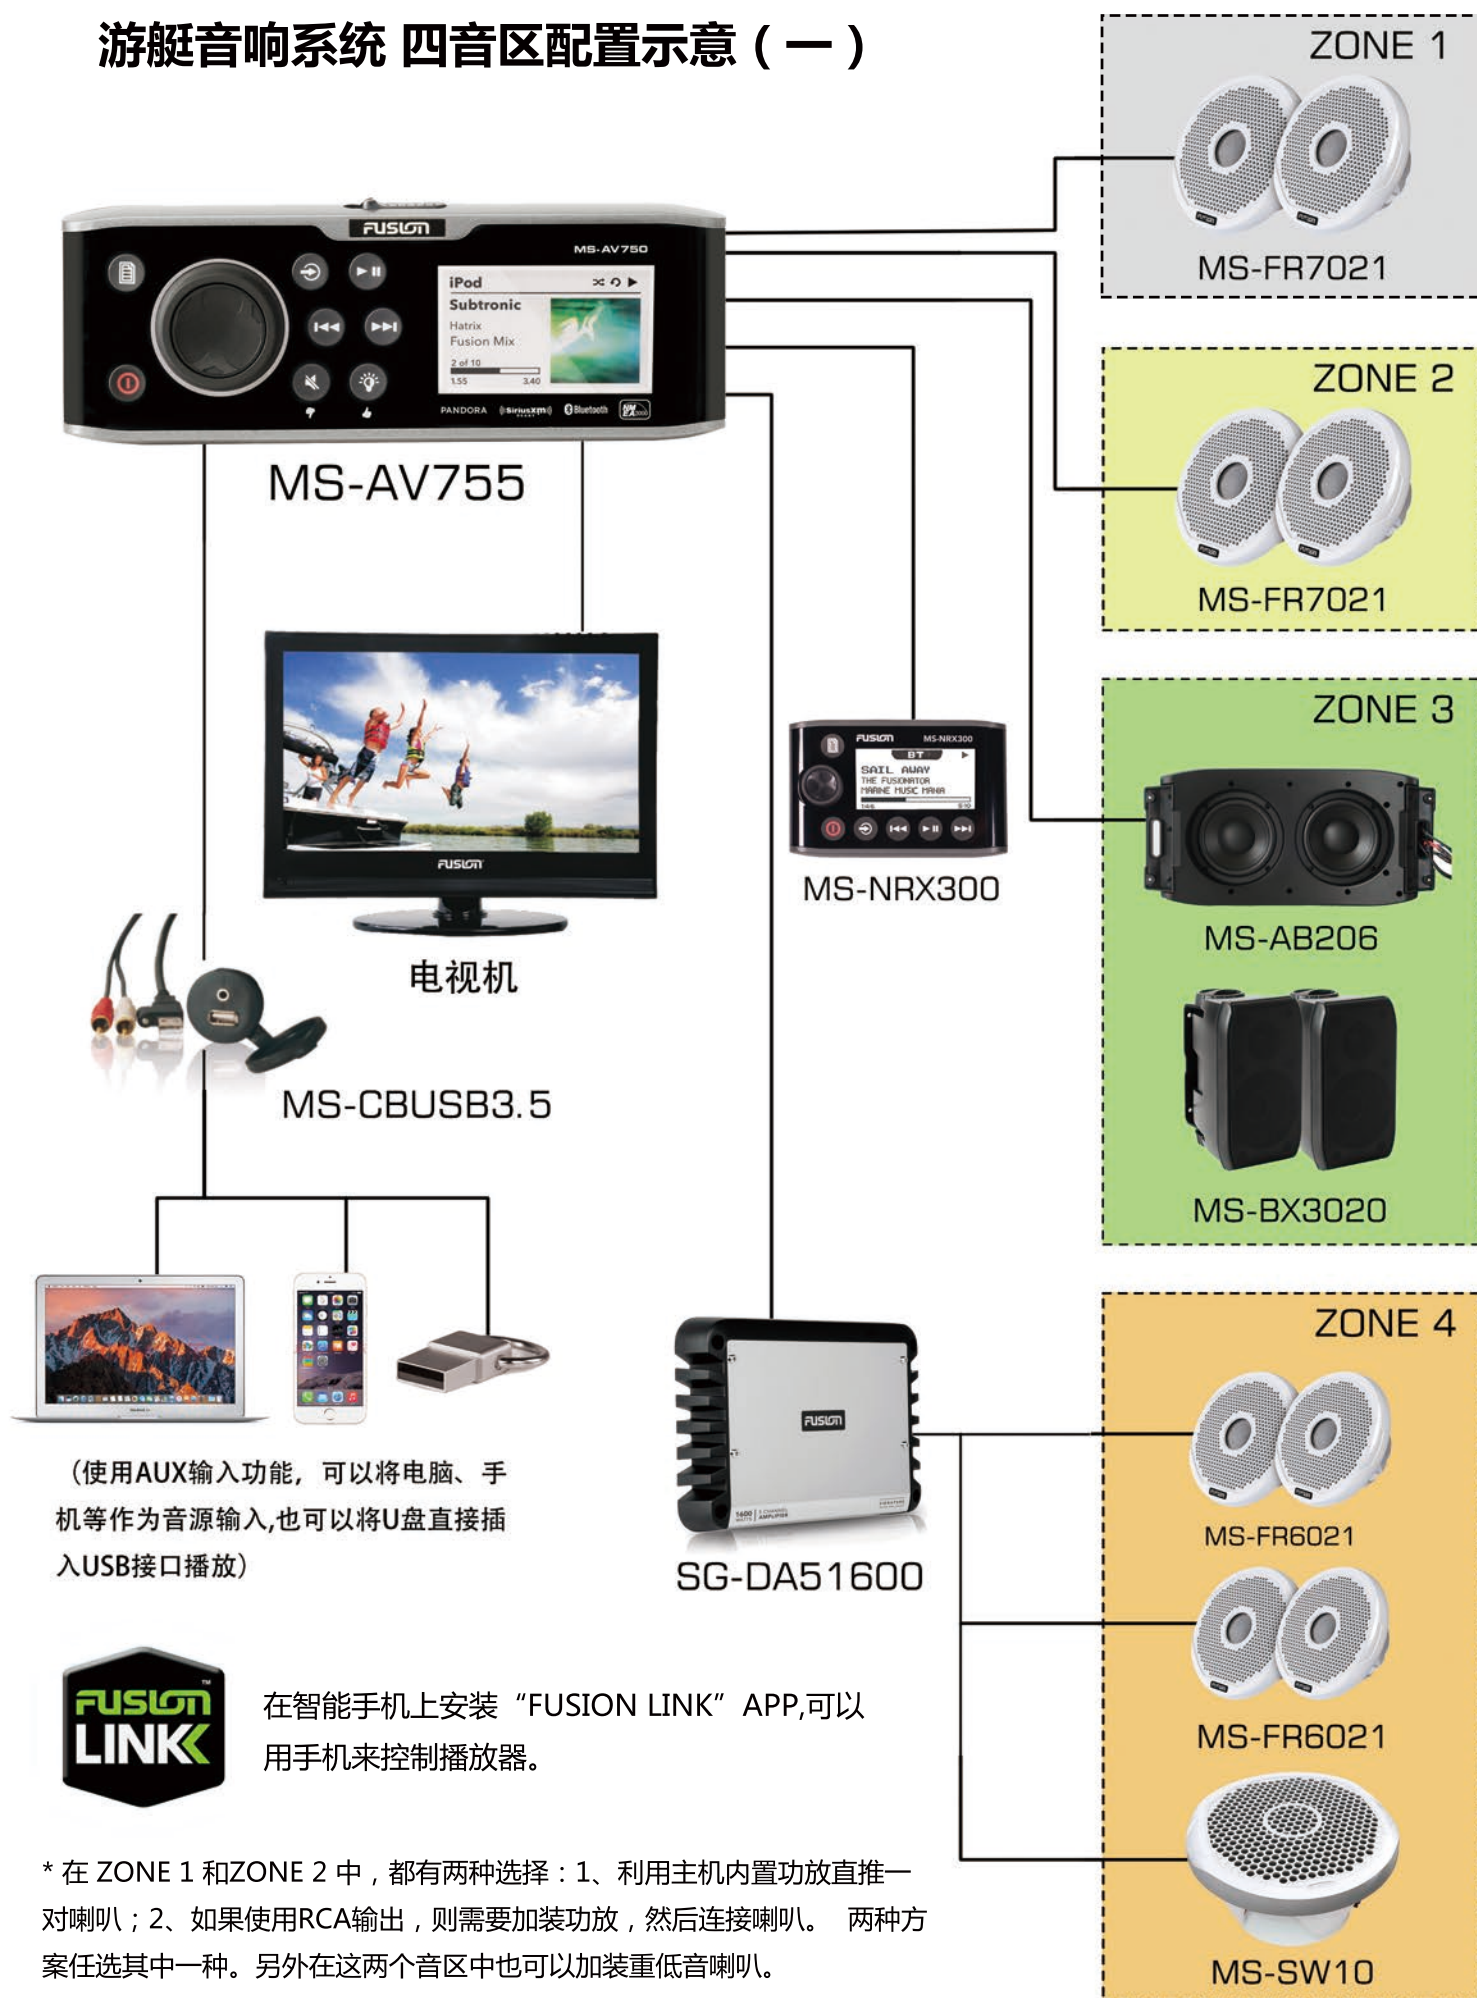 游艇音响系统 四音区配置示意（一）
ZONE 1
MS-FR7021
FUSION
MS-AV750
iPod
Subtronic
Hatrix
Fusion Mix
2 of 10
1.55 3.40
PANDORA ((SiriusXM)) Bluetooth
MS-AV755
ZONE 2
MS-FR7021
ZONE 3
MS-AB206
MS-BX3020
FUSION MS-NRX300
BT
SAIL AWAY
THE FUSIONATOR
MARINE MUSIC MANIA
MS-NRX300
FUSION
电视机
MS-CBUSB3.5
（使用AUX输入功能，可以将电脑、手
机等作为音源输入,也可以将U盘直接插
入USB接口播放）
FUSION
1600 WATTS 5 CHANNEL AMPLIFIER
SIGNATURE
SG-DA51600
ZONE 4
MS-FR6021
MS-FR6021
MS-SW10
FUSION
LINK
TM
在智能手机上安装“FUSION LINK”APP,可以
用手机来控制播放器。
* 在 ZONE 1 和ZONE 2 中，都有两种选择：1、利用主机内置功放直推一
对喇叭；2、如果使用RCA输出，则需要加装功放，然后连接喇叭。 两种方
案任选其中一种。另外在这两个音区中也可以加装重低音喇叭。